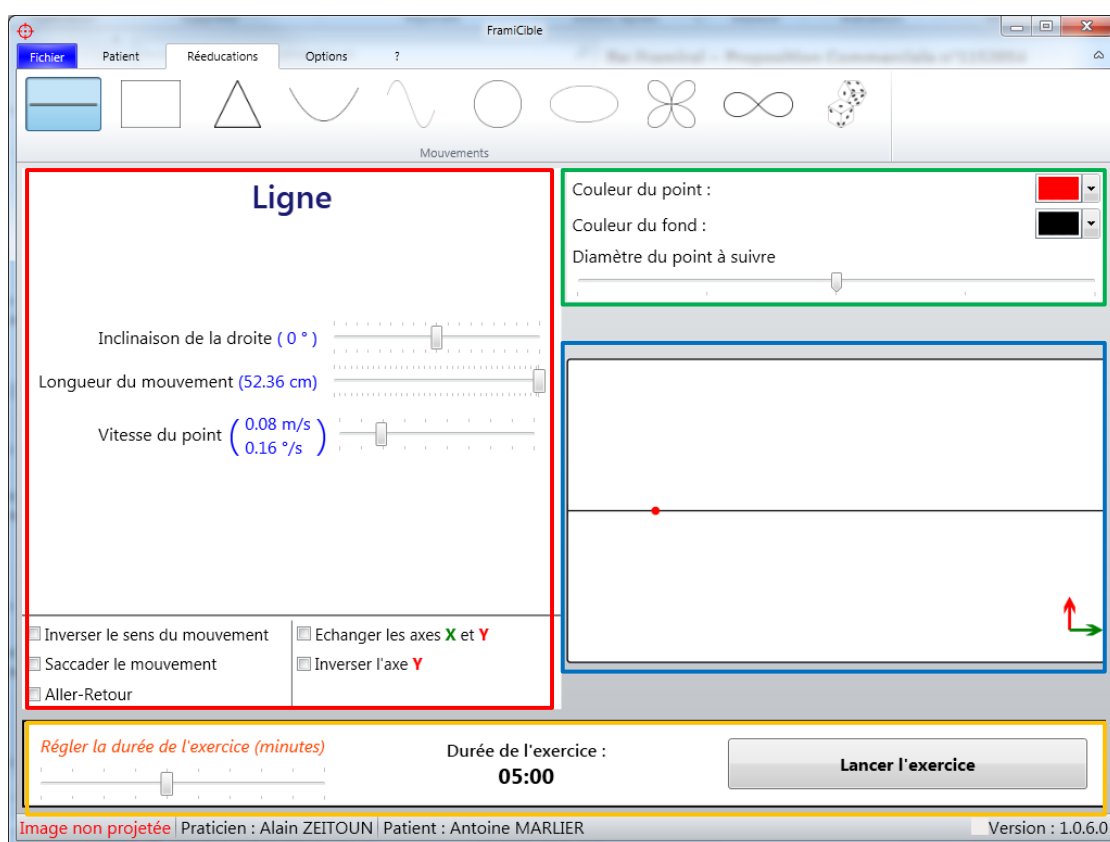 FramiCible
Fichier Patient Rééducations Options ?
Mouvements
Ligne
Inclinaison de la droite ( 0 ° )
Longueur du mouvement (52.36 cm)
Vitesse du point ( 0.08 m/s
0.16 °/s )
Inverser le sens du mouvement
Saccader le mouvement
Aller-Retour
Echanger les axes X et Y
Inverser l'axe Y
Couleur du point :
Couleur du fond :
Diamètre du point à suivre
Régler la durée de l'exercice (minutes)
Durée de l'exercice :
05:00
Lancer l'exercice
Image non projetée Praticien : Alain ZEITOUN Patient : Antoine MARLIER Version : 1.0.6.0